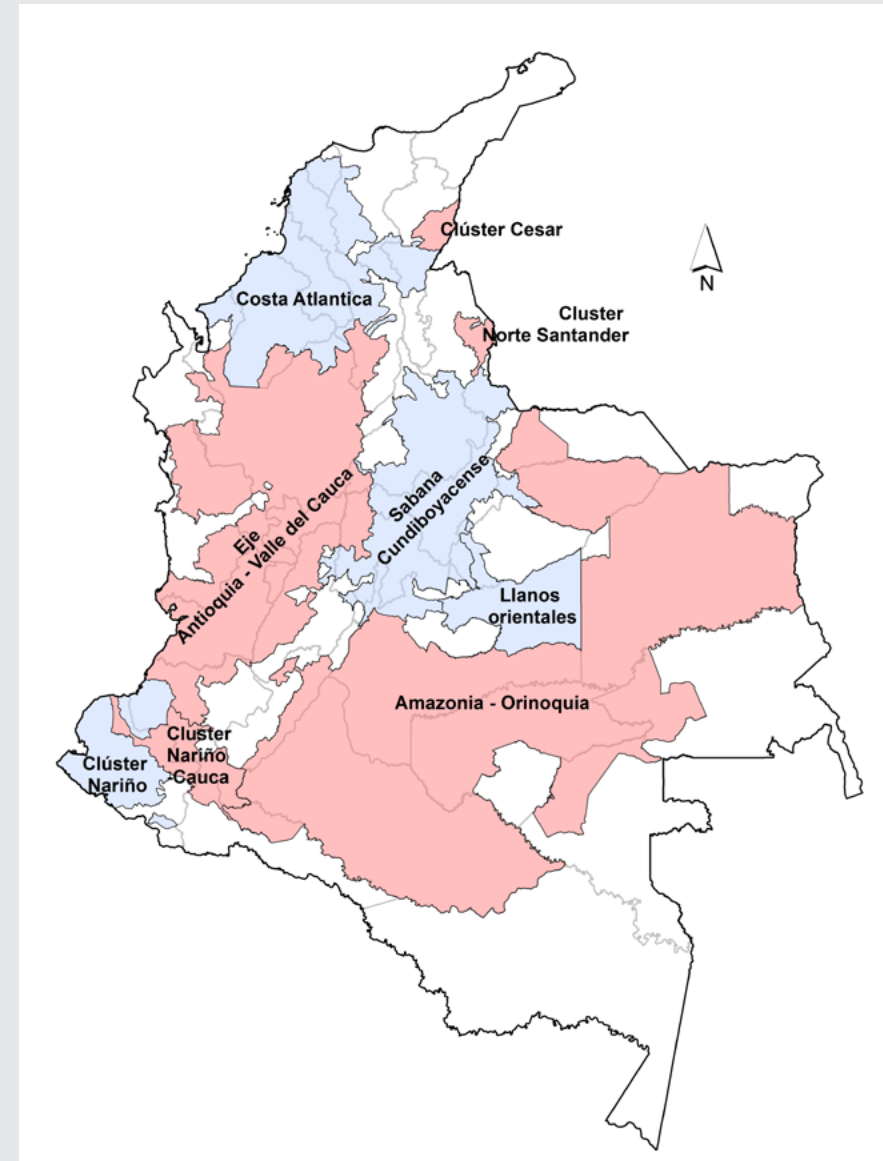 Clúster Cesar
Costa Atlantica
N
Cluster
Norte Santander
Eje
Antioquia - Valle del Cauca
Sabana
Cundiboyacense
Llanos
orientales
Amazonia - Orinoquia
Cluster
Nariño
Cauca
Clúster
Nariño